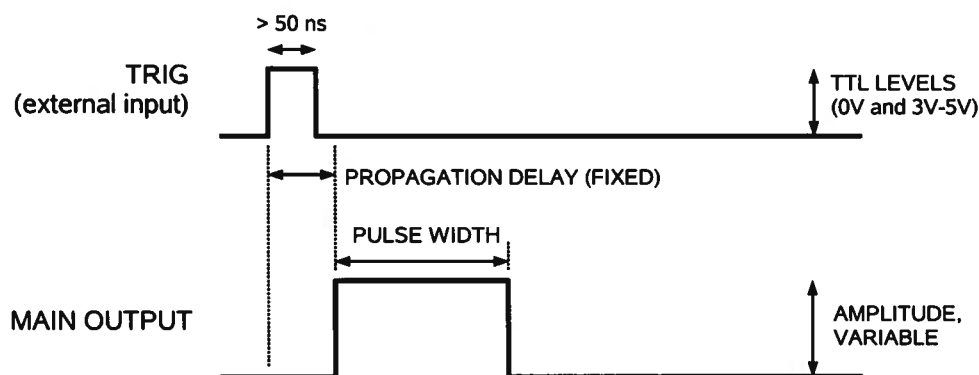 > 50 ns
TRIG
(external input)
TTL LEVELS
(0V and 3V-5V)
PROPAGATION DELAY (FIXED)
PULSE WIDTH
MAIN OUTPUT
AMPLITUDE,
VARIABLE